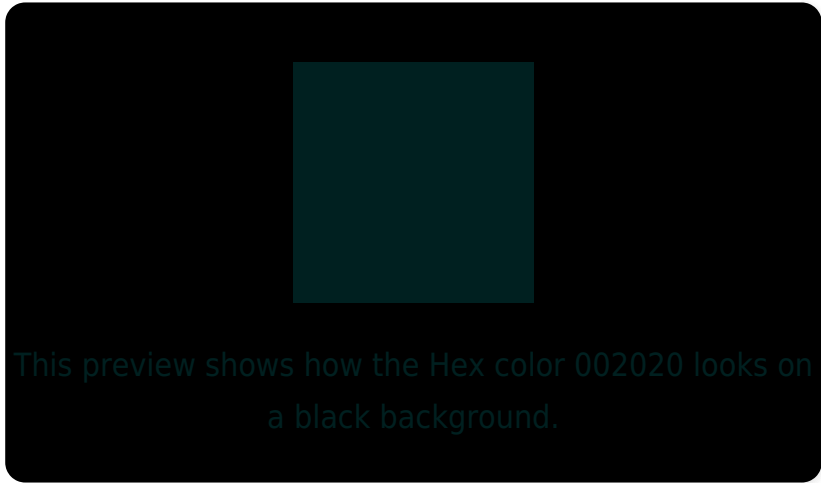 This preview shows how the Hex color 002020 looks on
a black background.